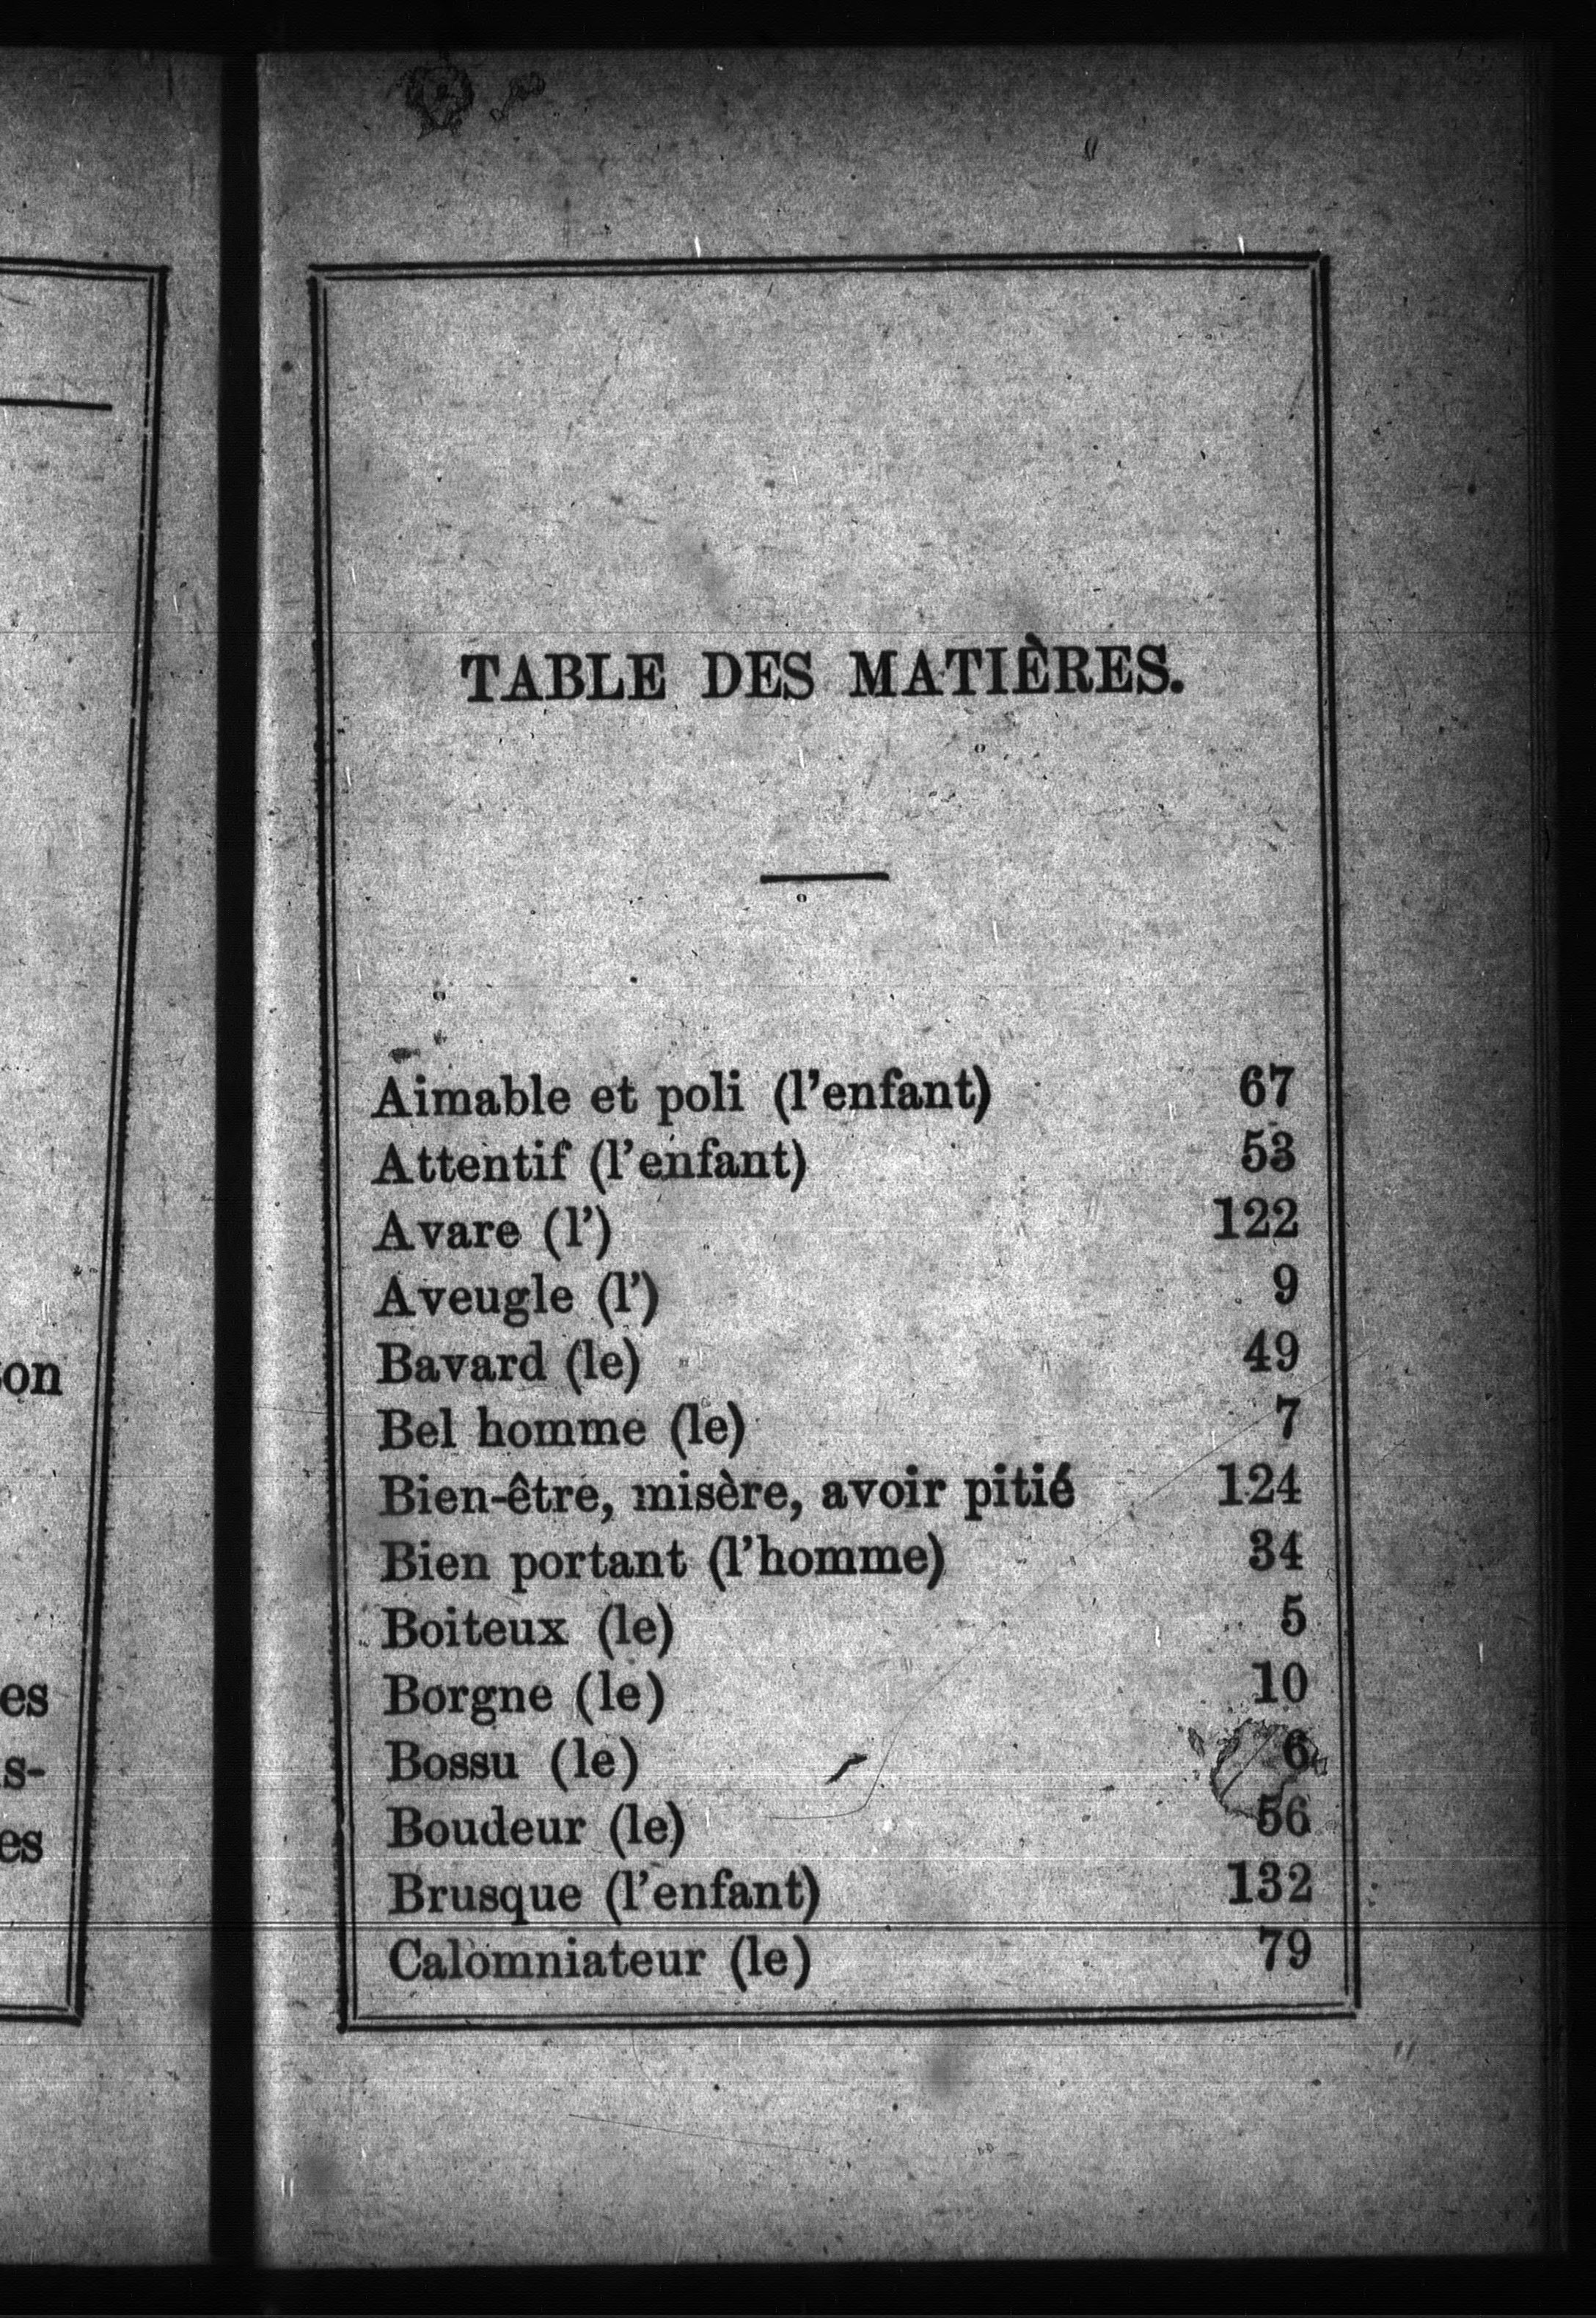 TABLE DES MATIÈRES.
Aimable et poli (l'enfant) 67
Attentif (l'enfant) 53
Avare (l') 122
Aveugle (l') 9
Bavard (le) 49
Bel homme (le) 7
Bien-être, misère, avoir pitié 124
Bien portant (l'homme) 34
Boiteux (le) 5
Borgne (le) 10
Bossu (le) 6
Boudeur (le) 56
Brusque (l'enfant) 132
Calomniateur (le) 79